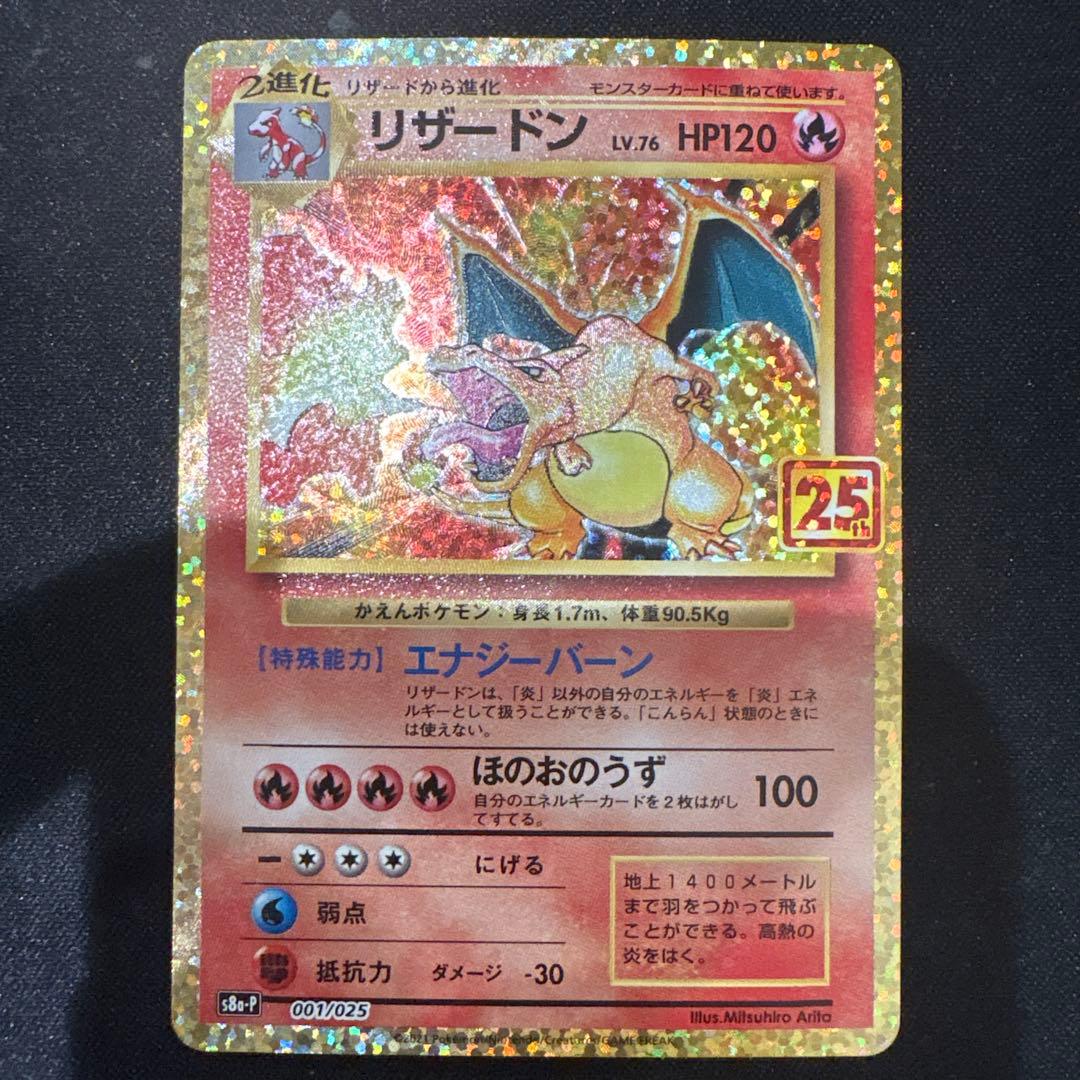 2進化 リザードから進化 モンスターカードに重ねて使います。
リザードン LV.76 HP120
25th
かえんポケモン：身長1.7m、体重90.5Kg
【特殊能力】 エナジーバーン
リザードンは、「炎」以外の自分のエネルギーを「炎」エネ
ルギーとして扱うことができる。「こんらん」状態のときに
は使えない。
ほのおのうず 100
自分のエネルギーカードを２枚はがし
てすてる。
ー にげる
弱点
抵抗力 ダメージ -30
地上１４００メートル
まで羽をつかって飛ぶ
ことができる。高熱の
炎をはく。
s8a-P 001/025
Illus.Mitsuhiro Arita
©2021 Pokémon/Nintendo/Creatures/GAME FREAK